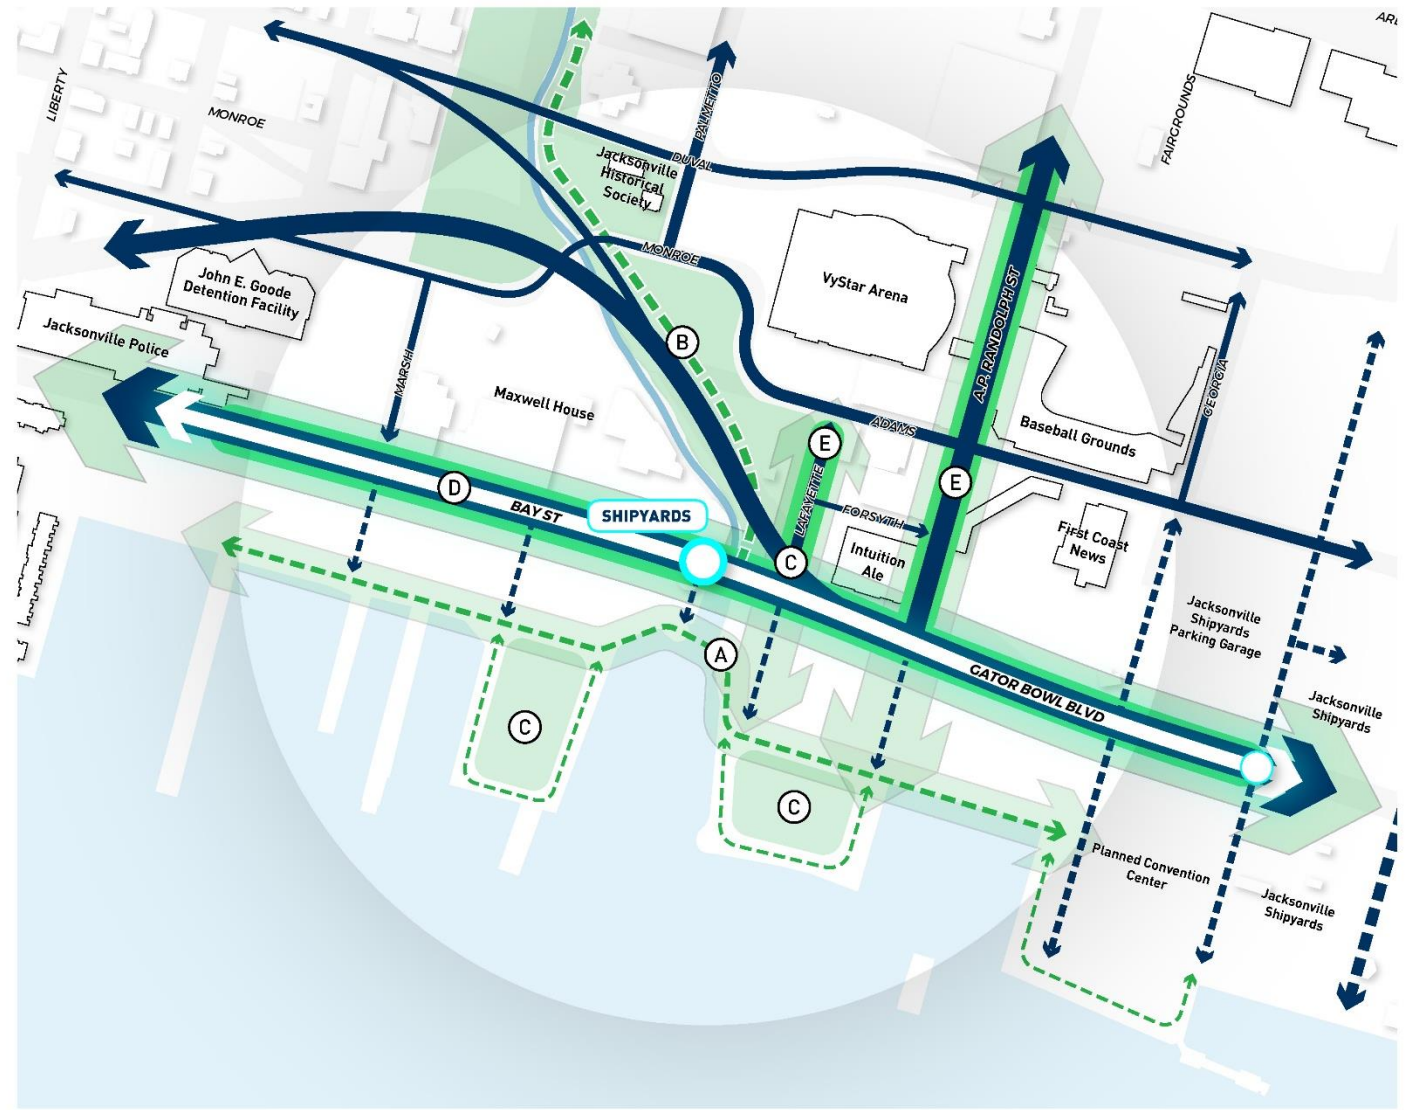 ARL
LIBERTY
MONROE
PALMETTO
FAIRGROUNDS
DUVAL
Jacksonville
Historical
Society
MONROE
John E. Goode
Detention Facility
VyStar Arena
A.P. RANDOLPH ST
Jacksonville Police
B
MARSH
GEORGIA
Maxwell House
ADAMS
Baseball Grounds
E
LAFAYETTE
E
D
BAY ST
SHIPYARDS
FORSYTH
First Coast
News
Intuition
Ale
C
Jacksonville
Shipyards
Parking Garage
A
GATOR BOWL BLVD
Jacksonville
Shipyards
C
C
Planned Convention
Center
Jacksonville
Shipyards